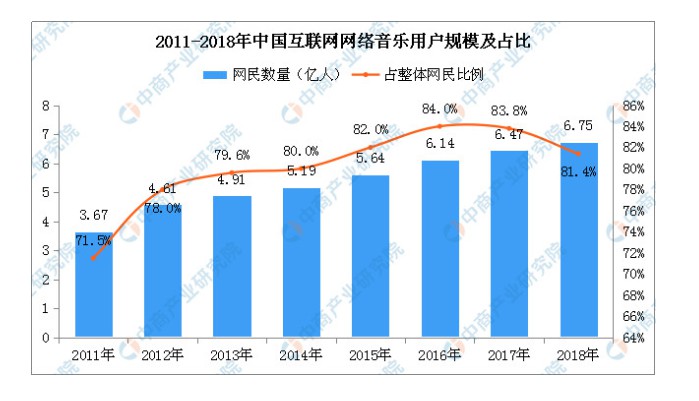 2011-2018年中国互联网网络音乐用户规模及占比
网民数量（亿人） 占整体网民比例
8 86%
7 84%
6 82%
5 80%
4 78%
3 76%
2 74%
1 72%
0 70%
68%
66%
64%
3.67 4.61 4.91 5.19 5.64 6.14 6.47 6.75
71.5% 78.0% 79.6% 80.0% 82.0% 84.0% 83.8% 81.4%
2011年 2012年 2013年 2014年 2015年 2016年 2017年 2018年
中商产业研究院